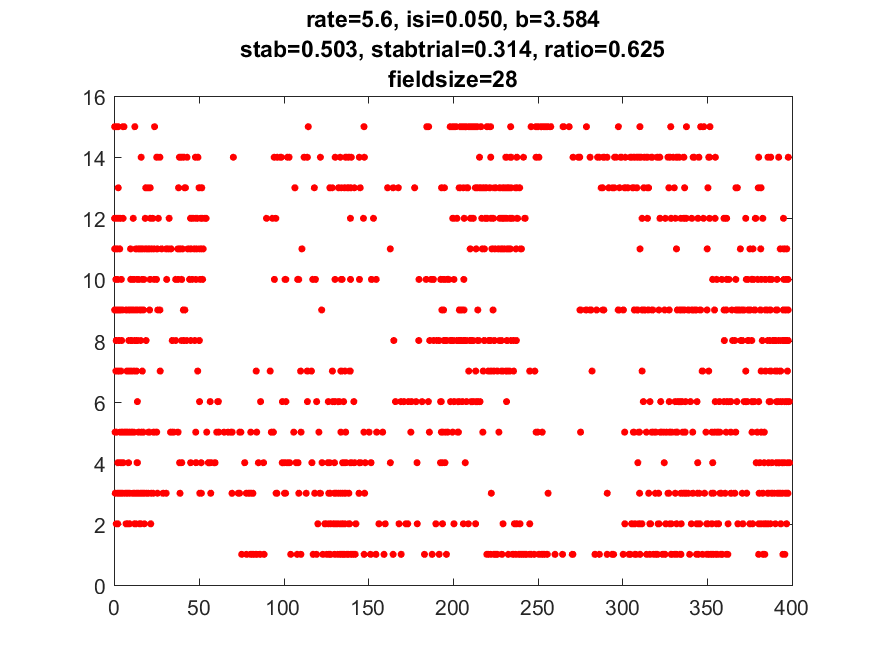 rate=5.6, isi=0.050, b=3.584
stab=0.503, stabtrial=0.314, ratio=0.625
fieldsize=28
16
14
12
10
8
6
4
2
0
0 50 100 150 200 250 300 350 400